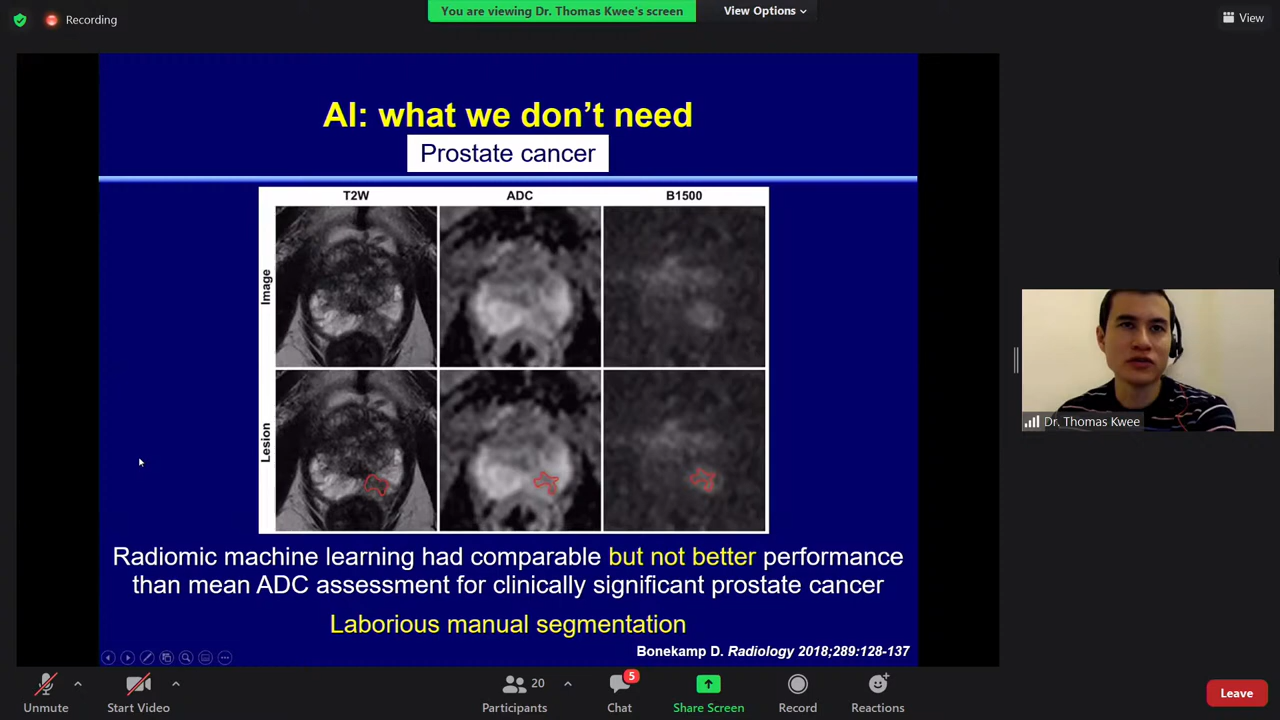 Recording
You are viewing Dr. Thomas Kwee's screen
View Options
View
AI: what we don't need
Prostate cancer
T2W
ADC
B1500
Image
Lesion
Radiomic machine learning had comparable but not better performance
than mean ADC assessment for clinically significant prostate cancer
Laborious manual segmentation
Bonekamp D. Radiology 2018;289:128-137
Dr. Thomas Kwee
Unmute
Start Video
20
Participants
5
Chat
Share Screen
Record
Reactions
Leave